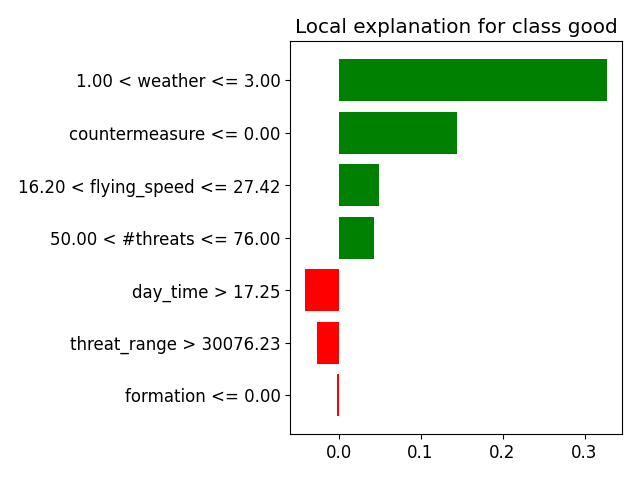 Local explanation for class good
1.00 < weather <= 3.00
countermeasure <= 0.00
16.20 < flying_speed <= 27.42
50.00 < #threats <= 76.00
day_time > 17.25
threat_range > 30076.23
formation <= 0.00
0.0 0.1 0.2 0.3